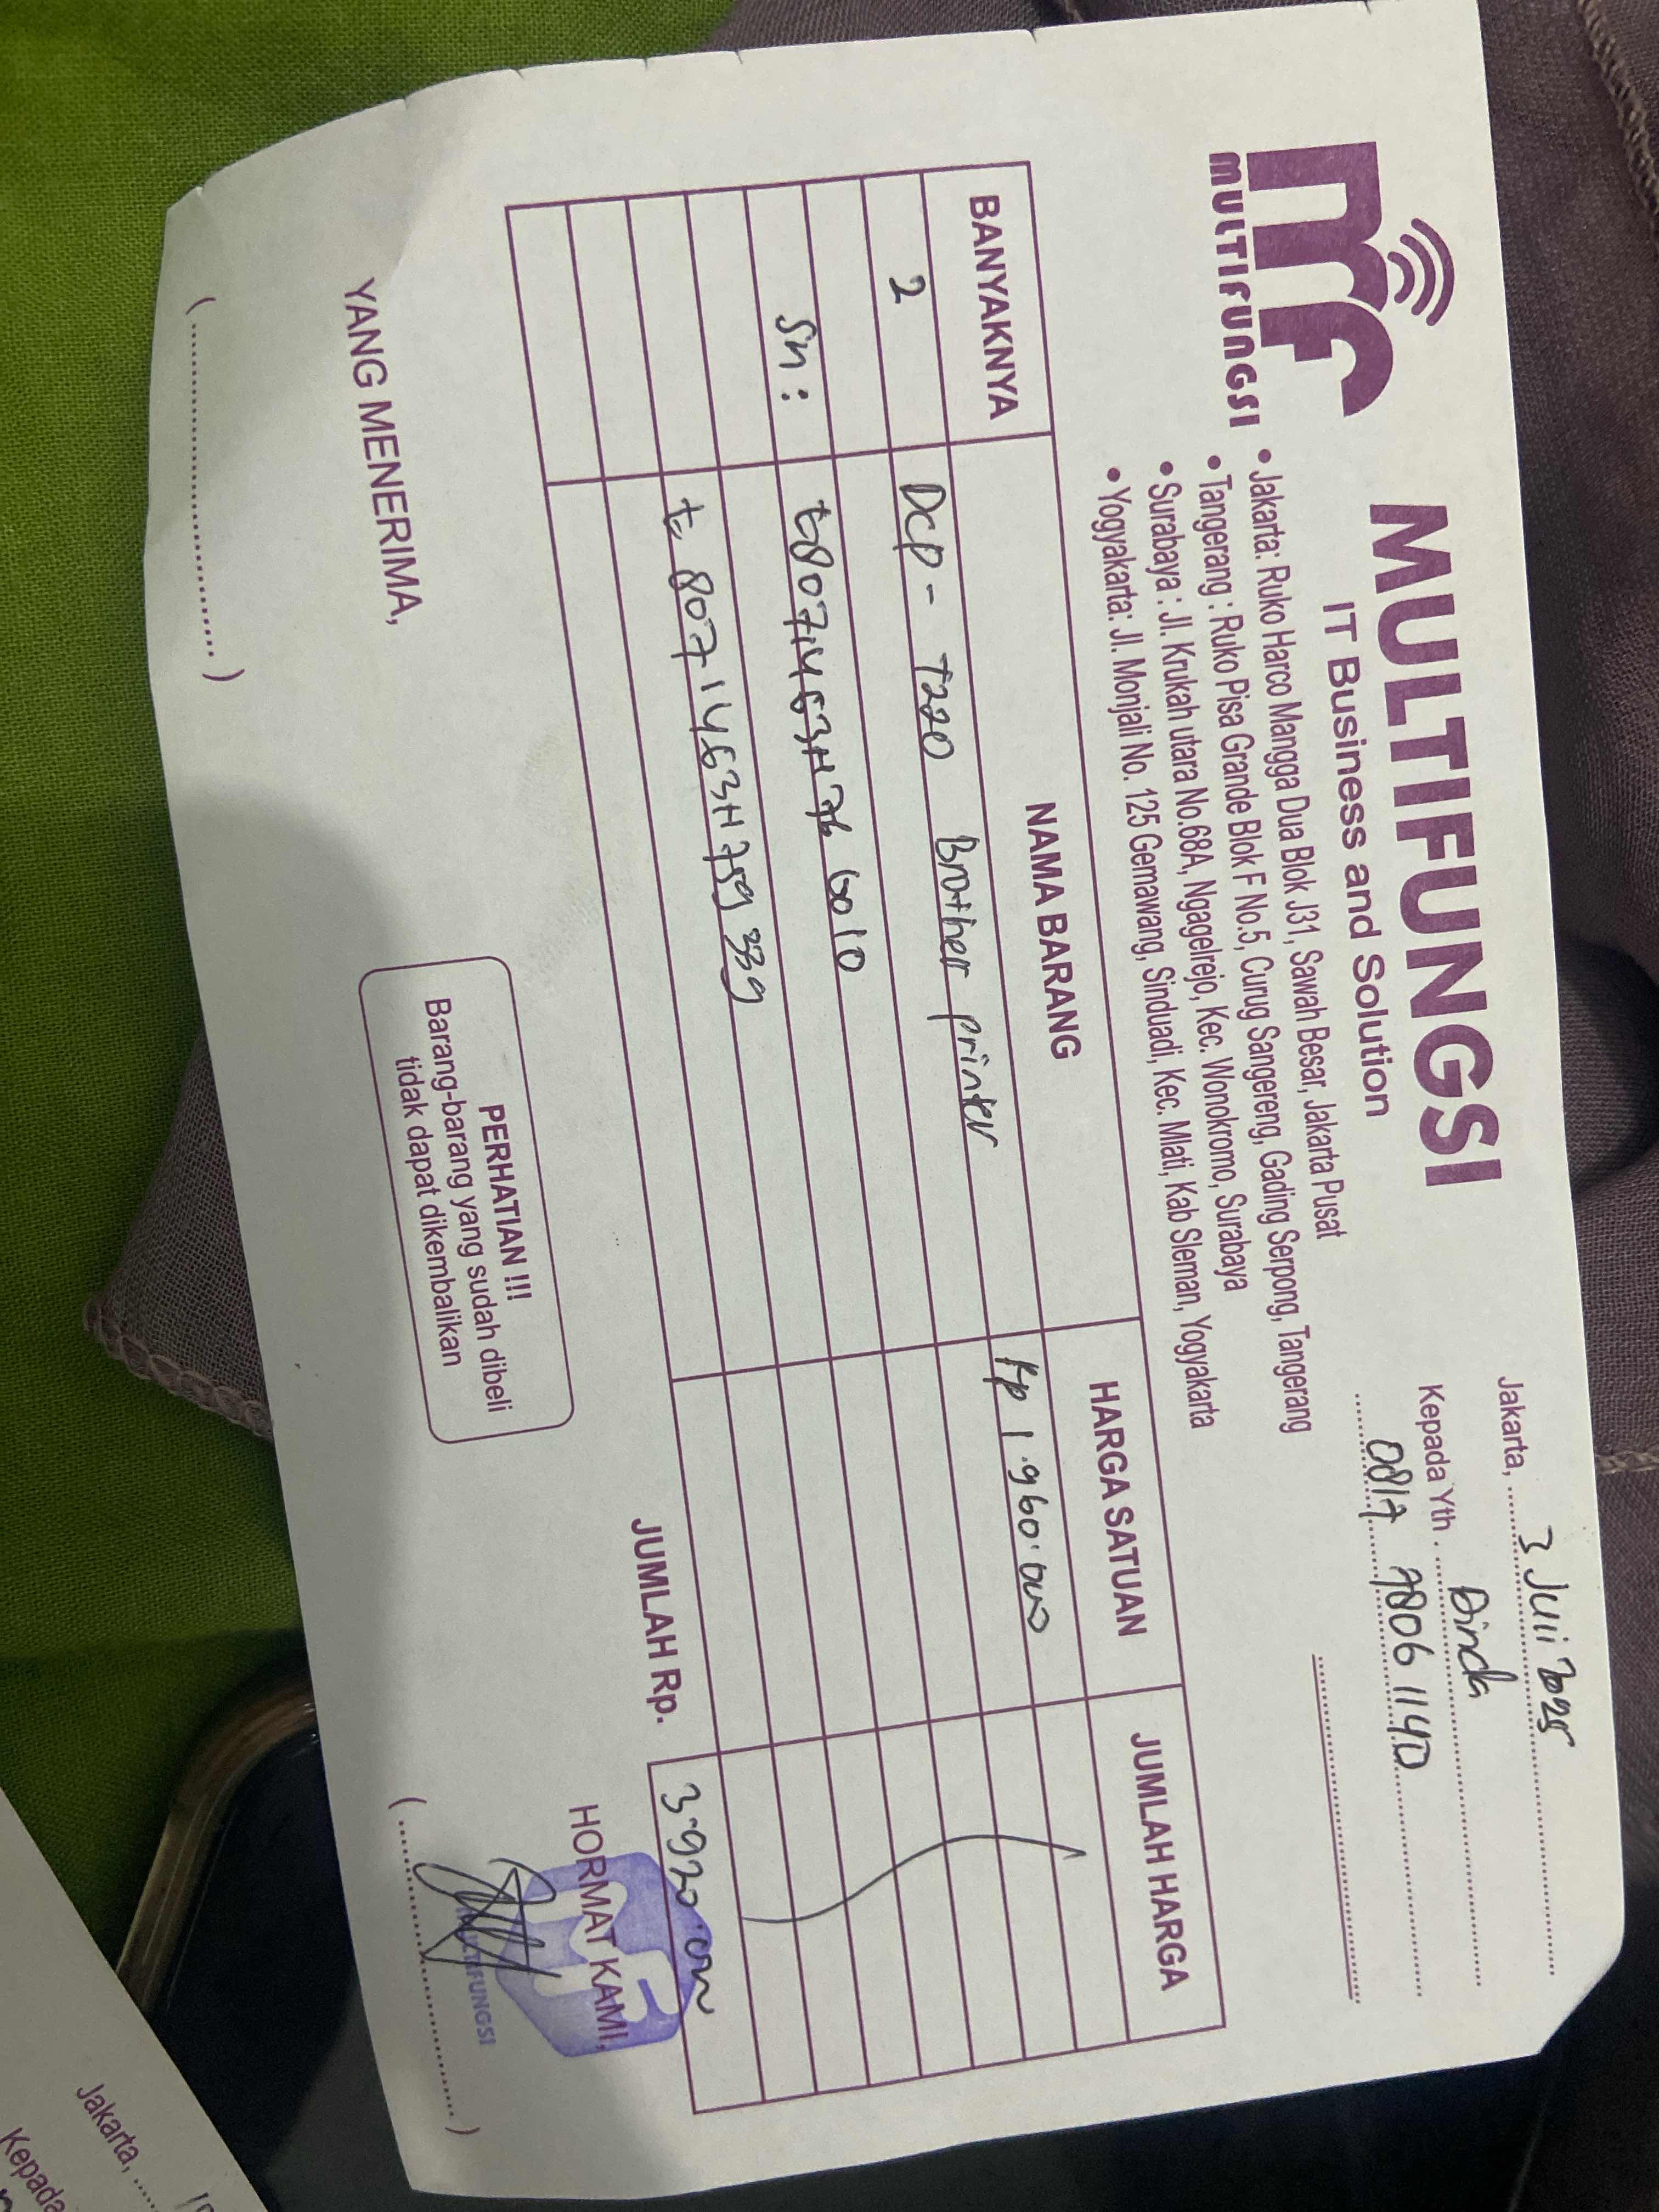 MULTIFUNGSI
MULTIFUNGSI
IT Business and Solution
• Jakarta: Ruko Harco Mangga Dua Blok J31, Sawah Besar, Jakarta Pusat
• Tangerang : Ruko Pisa Grande Blok F No.5, Curug Sangereng, Gading Serpong, Tangerang
• Surabaya : Jl. Krukah utara No.68A, Ngagelrejo, Kec. Wonokromo, Surabaya
• Yogyakarta: Jl. Monjali No. 125 Gemawang, Sinduadi, Kec. Mlati, Kab Sleman, Yogyakarta
Jakarta, 3 Juli 2025
Kepada Yth. Dinda
0817 7806 1140
BANYAKNYA NAMA BARANG HARGA SATUAN JUMLAH HARGA
2 DCP - T220 Brother printer Rp 1.960.000
SN :
JUMLAH Rp. 3.920.000
YANG MENERIMA,
PERHATIAN !!!
Barang-barang yang sudah dibeli
tidak dapat dikembalikan
HORMAT KAMI,
MULTIFUNGSI
Jakarta,
Kepada